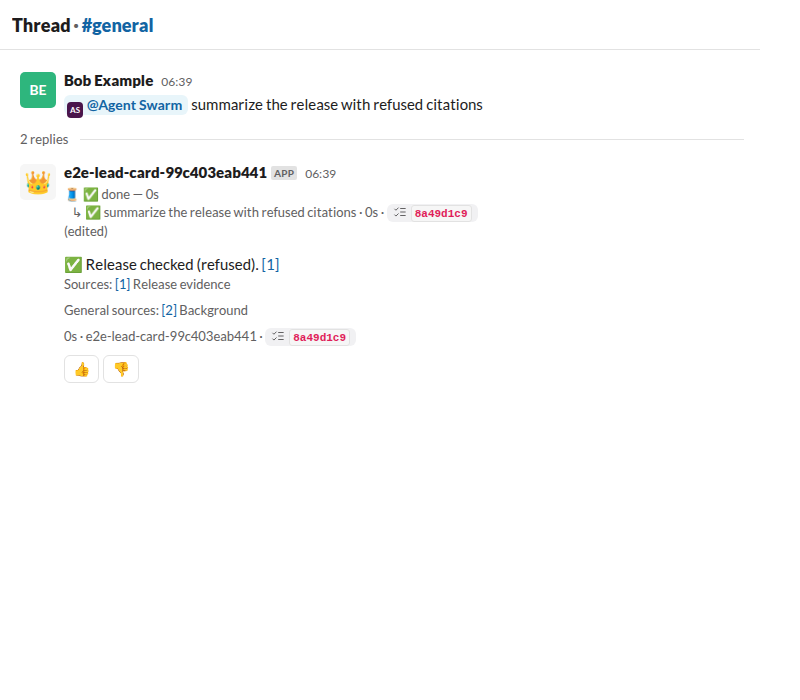 Thread • #general
BE
Bob Example 06:39
AS @Agent Swarm summarize the release with refused citations
2 replies
e2e-lead-card-99c403eab441 APP 06:39
🧵 ✅ done — 0s
↳ ✅ summarize the release with refused citations · 0s · 8a49d1c9
(edited)
✅ Release checked (refused). [1]
Sources: [1] Release evidence
General sources: [2] Background
0s · e2e-lead-card-99c403eab441 · 8a49d1c9
👍 👎